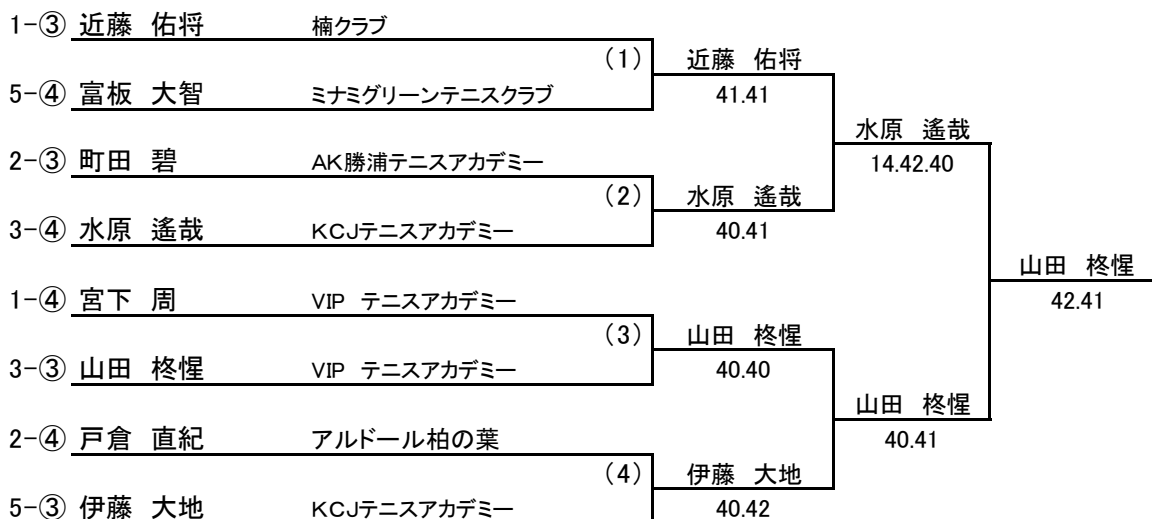 1-③ 近藤　佑将　楠クラブ
（1）　近藤　佑将
5-④ 富板　大智　ミナミグリーンテニスクラブ　41.41
水原　遙哉
2-③ 町田　碧　AK勝浦テニスアカデミー　14.42.40
（2）　水原　遙哉
3-④ 水原　遙哉　KCJテニスアカデミー　40.41
山田　柊惺
1-④ 宮下　周　VIP　テニスアカデミー　42.41
（3）　山田　柊惺
3-③ 山田　柊惺　VIP　テニスアカデミー　40.40
山田　柊惺
2-④ 戸倉　直紀　アルドール柏の葉　40.41
（4）　伊藤　大地
5-③ 伊藤　大地　KCJテニスアカデミー　40.42